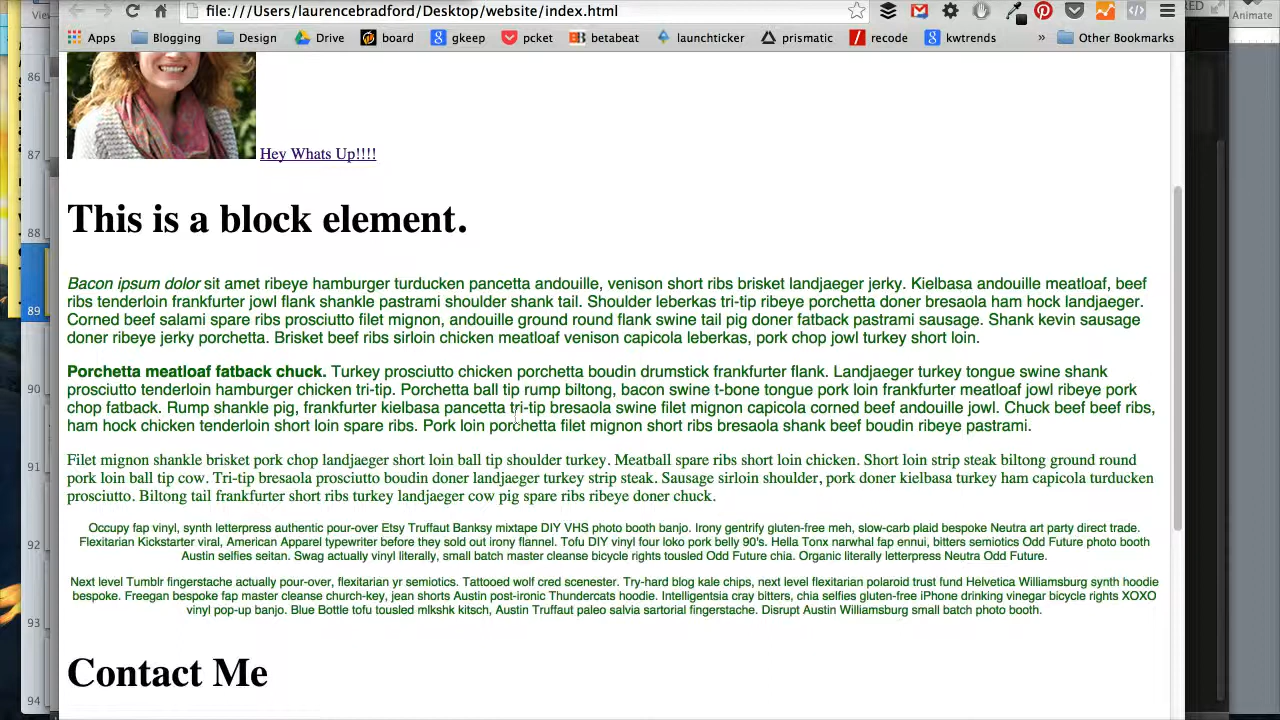 View
file:///Users/laurencebradford/Desktop/website/index.html
RED
Animate
Apps Blogging Design Drive board gkeep pcket betabeat launchticker prismatic recode kwtrends » Other Bookmarks
86
87
88
89
90
91
92
93
94
Hey Whats Up!!!!
This is a block element.
Bacon ipsum dolor sit amet ribeye hamburger turducken pancetta andouille, venison short ribs brisket landjaeger jerky. Kielbasa andouille meatloaf, beef
ribs tenderloin frankfurter jowl flank shankle pastrami shoulder shank tail. Shoulder leberkas tri-tip ribeye porchetta doner bresaola ham hock landjaeger.
Corned beef salami spare ribs prosciutto filet mignon, andouille ground round flank swine tail pig doner fatback pastrami sausage. Shank kevin sausage
doner ribeye jerky porchetta. Brisket beef ribs sirloin chicken meatloaf venison capicola leberkas, pork chop jowl turkey short loin.
Porchetta meatloaf fatback chuck. Turkey prosciutto chicken porchetta boudin drumstick frankfurter flank. Landjaeger turkey tongue swine shank
prosciutto tenderloin hamburger chicken tri-tip. Porchetta ball tip rump biltong, bacon swine t-bone tongue pork loin frankfurter meatloaf jowl ribeye pork
chop fatback. Rump shankle pig, frankfurter kielbasa pancetta tri-tip bresaola swine filet mignon capicola corned beef andouille jowl. Chuck beef beef ribs,
ham hock chicken tenderloin short loin spare ribs. Pork loin porchetta filet mignon short ribs bresaola shank beef boudin ribeye pastrami.
Filet mignon shankle brisket pork chop landjaeger short loin ball tip shoulder turkey. Meatball spare ribs short loin chicken. Short loin strip steak biltong ground round
pork loin ball tip cow. Tri-tip bresaola prosciutto boudin doner landjaeger turkey strip steak. Sausage sirloin shoulder, pork doner kielbasa turkey ham capicola turducken
prosciutto. Biltong tail frankfurter short ribs turkey landjaeger cow pig spare ribs ribeye doner chuck.
Occupy fap vinyl, synth letterpress authentic pour-over Etsy Truffaut Banksy mixtape DIY VHS photo booth banjo. Irony gentrify gluten-free meh, slow-carb plaid bespoke Neutra art party direct trade.
Flexitarian Kickstarter viral, American Apparel typewriter before they sold out irony flannel. Tofu DIY vinyl four loko pork belly 90's. Hella Tonx narwhal fap ennui, bitters semiotics Odd Future photo booth
Austin selfies seitan. Swag actually vinyl literally, small batch master cleanse bicycle rights tousled Odd Future chia. Organic literally letterpress Neutra Odd Future.
Next level Tumblr fingerstache actually pour-over, flexitarian yr semiotics. Tattooed wolf cred scenester. Try-hard blog kale chips, next level flexitarian polaroid trust fund Helvetica Williamsburg synth hoodie
bespoke. Freegan bespoke fap master cleanse church-key, jean shorts Austin post-ironic Thundercats hoodie. Intelligentsia cray bitters, chia selfies gluten-free iPhone drinking vinegar bicycle rights XOXO
vinyl pop-up banjo. Blue Bottle tofu tousled mlkshk kitsch, Austin Truffaut paleo salvia sartorial fingerstache. Disrupt Austin Williamsburg small batch photo booth.
Contact Me